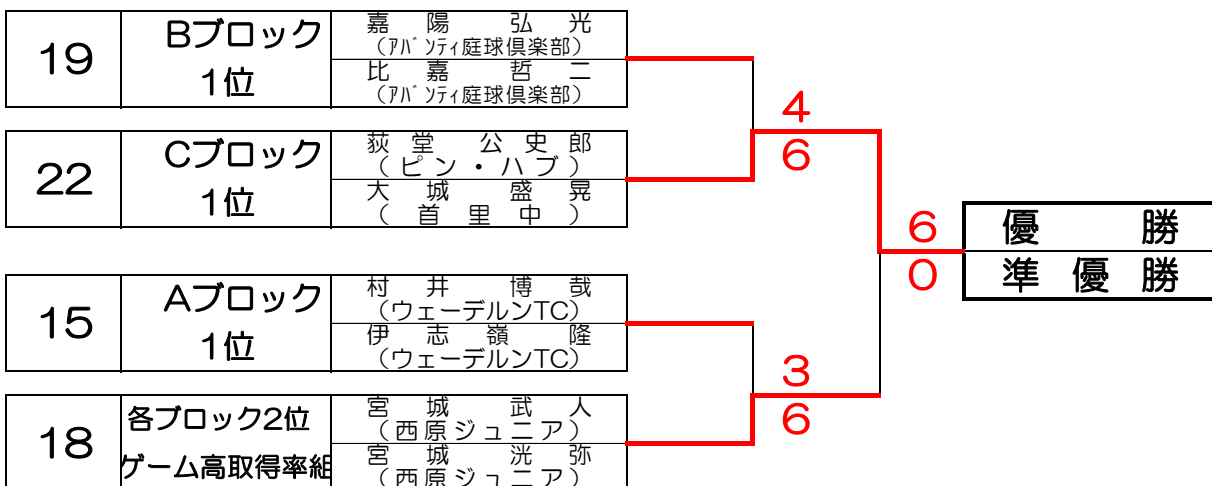 19
Bブロック
1位
嘉陽 弘光
(アバンティ庭球倶楽部)
比嘉 哲二
(アバンティ庭球倶楽部)
4
6
22
Cブロック
1位
荻堂 公史郎
(ピン・ハブ)
大城 盛晃
(首里中)
6
0
優勝
準優勝
15
Aブロック
1位
村井 博哉
(ウェーデルンTC)
伊志嶺 隆
(ウェーデルンTC)
3
6
18
各ブロック2位
ゲーム高取得率組
宮城 武人
(西原ジュニア)
宮城 洸弥
(西原ジュニア)